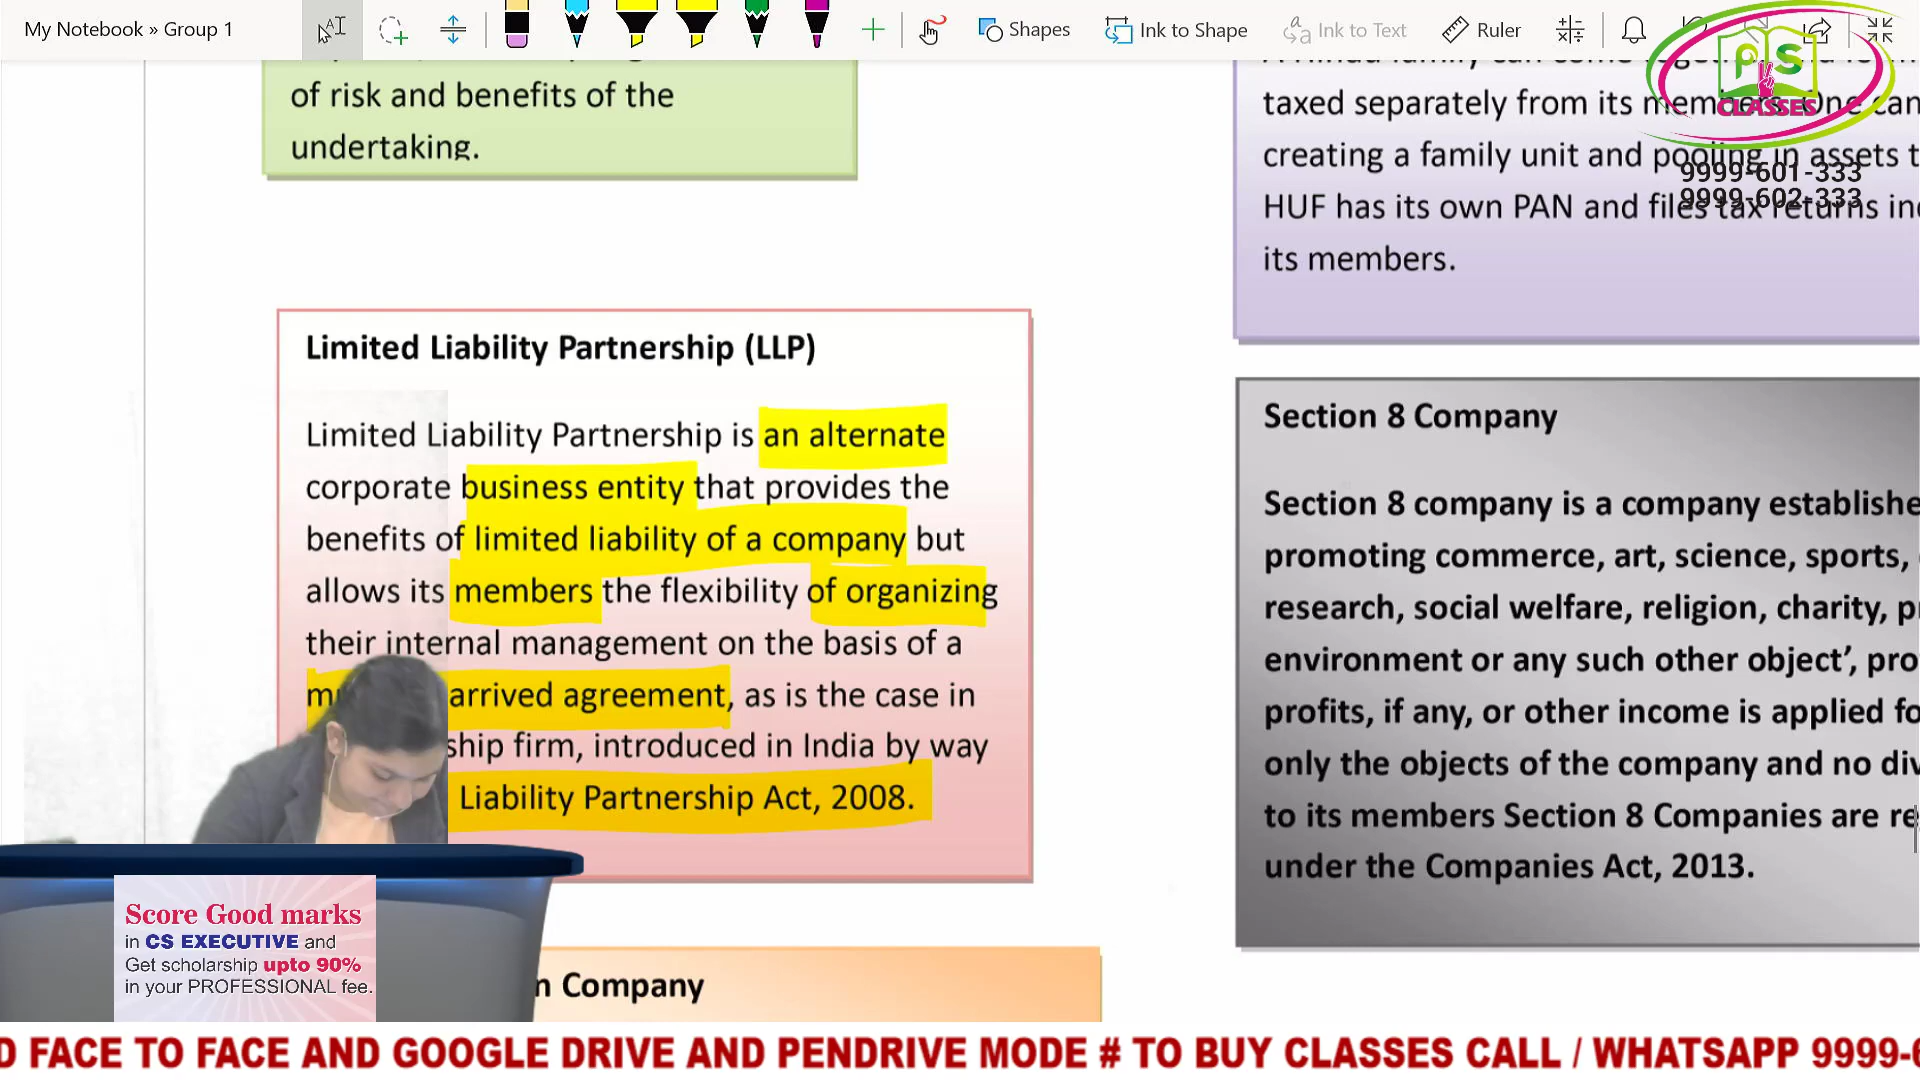 My Notebook » Group 1
Shapes
Ink to Shape
Ink to Text
Ruler
PS
CLASSES
9999-601-333
9999-602-333
of risk and benefits of the
undertaking.
taxed separately from its members. One can
creating a family unit and pooling in assets t
HUF has its own PAN and files tax returns in
its members.
Limited Liability Partnership (LLP)
Limited Liability Partnership is an alternate
corporate business entity that provides the
benefits of limited liability of a company but
allows its members the flexibility of organizing
their internal management on the basis of a
arrived agreement, as is the case in
ship firm, introduced in India by way
Liability Partnership Act, 2008.
Section 8 Company
Section 8 company is a company establishe
promoting commerce, art, science, sports,
research, social welfare, religion, charity, pr
environment or any such other object’, pro
profits, if any, or other income is applied fo
only the objects of the company and no div
to its members Section 8 Companies are re
under the Companies Act, 2013.
n Company
Score Good marks
in CS EXECUTIVE and
Get scholarship upto 90%
in your PROFESSIONAL fee.
D FACE TO FACE AND GOOGLE DRIVE AND PENDRIVE MODE # TO BUY CLASSES CALL / WHATSAPP 9999-6